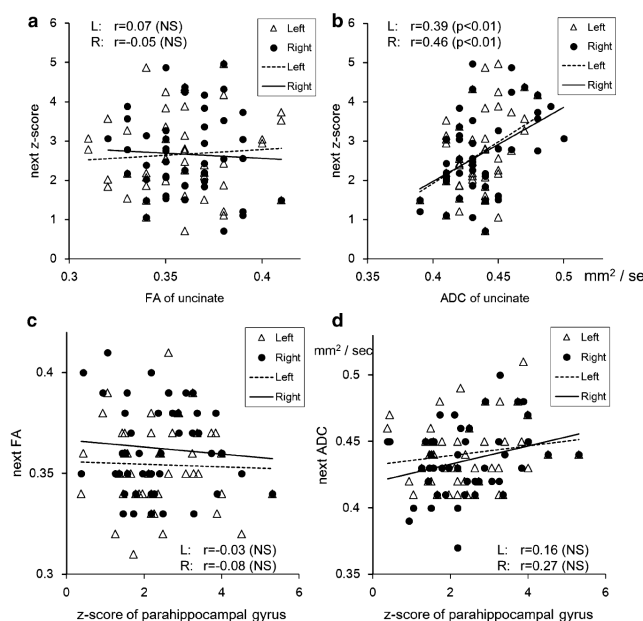 a
L: r=0.07 (NS)
R: r=-0.05 (NS)
Left
Right
Left
Right
next z-score
6
5
4
3
2
1
0
0.3
0.35
0.4
FA of uncinate
b
L: r=0.39 (p<0.01)
R: r=0.46 (p<0.01)
Left
Right
Left
Right
next z-score
6
5
4
3
2
1
0
0.35
0.4
0.45
0.5
mm² / sec
ADC of uncinate
c
Left
Right
Left
Right
next FA
0.4
0.35
0.3
L: r=-0.03 (NS)
R: r=-0.08 (NS)
0
2
4
6
z-score of parahippocampal gyrus
d
mm² / sec
Left
Right
Left
Right
next ADC
0.5
0.45
0.4
0.35
L: r=0.16 (NS)
R: r=0.27 (NS)
0
2
4
6
z-score of parahippocampal gyrus